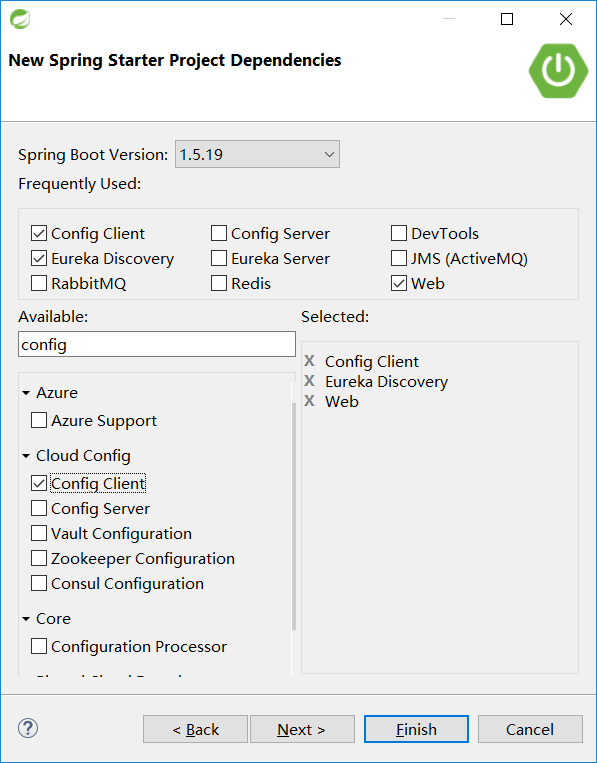 New Spring Starter Project Dependencies
Spring Boot Version: 1.5.19
Frequently Used:
Config Client Config Server DevTools
Eureka Discovery Eureka Server JMS (ActiveMQ)
RabbitMQ Redis Web
Available: Selected:
config
X Config Client
X Eureka Discovery
X Web
Azure
Azure Support
Cloud Config
Config Client
Config Server
Vault Configuration
Zookeeper Configuration
Consul Configuration
Core
Configuration Processor
? < Back Next > Finish Cancel